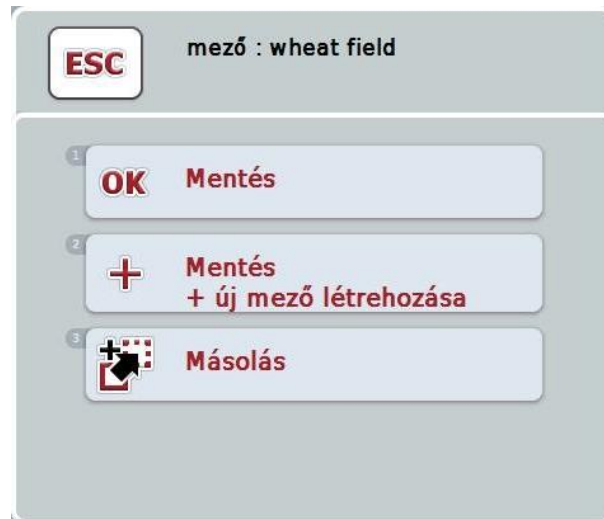 ESC
mező : wheat field
1
OK
Mentés
2
Mentés
+ új mező létrehozása
3
Másolás